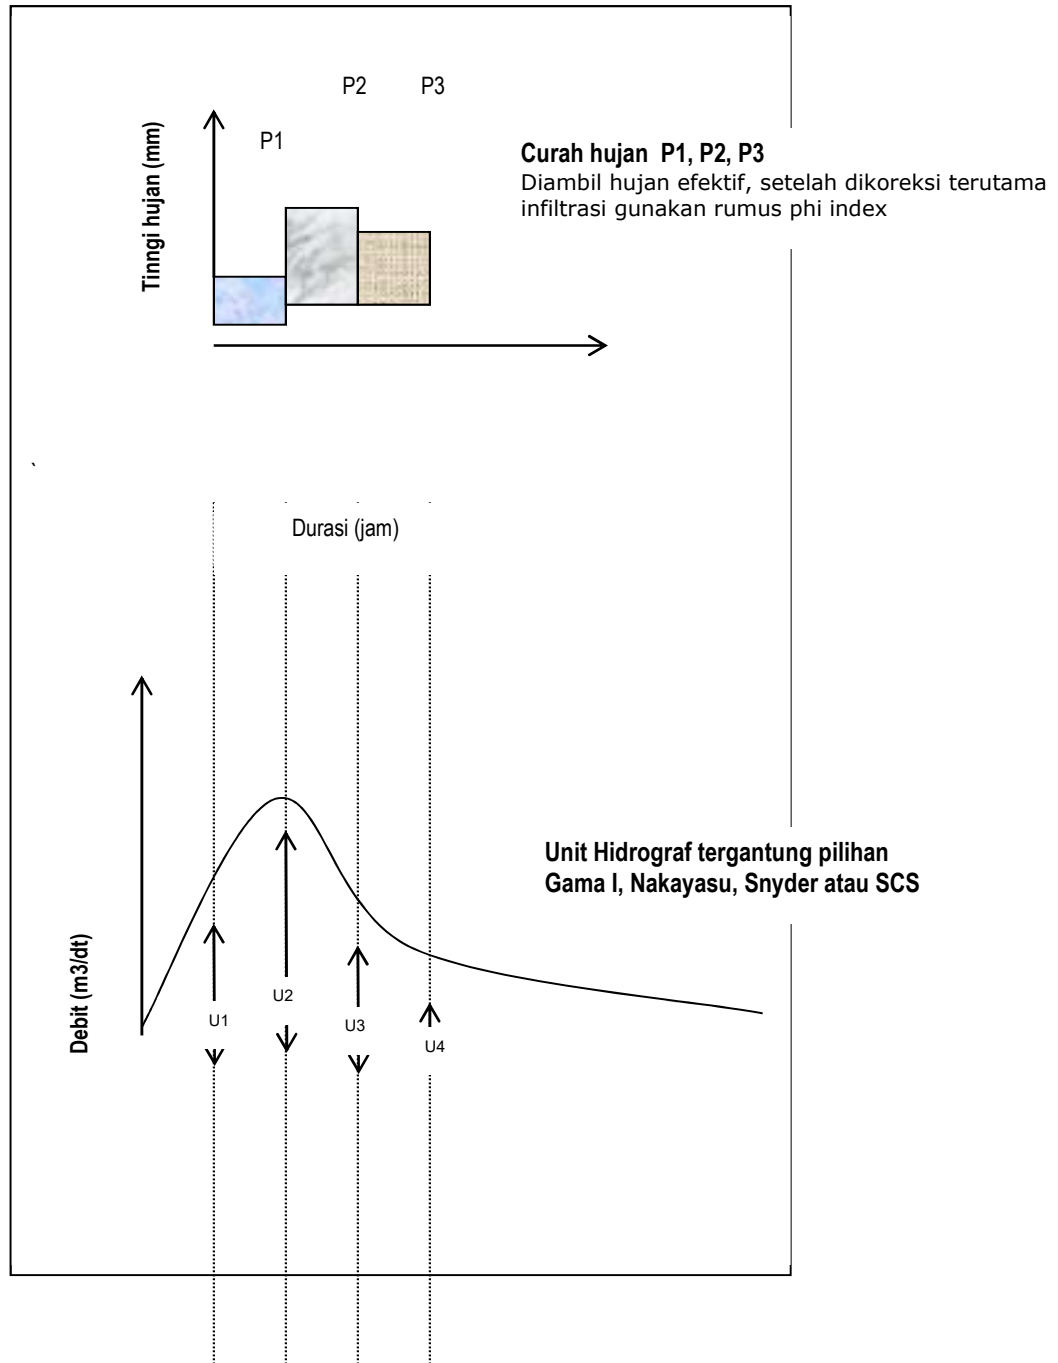 P2 P3
P1
Tinngi hujan (mm)
Curah hujan P1, P2, P3
Diambil hujan efektif, setelah dikoreksi terutama
infiltrasi gunakan rumus phi index
`
Durasi (jam)
Unit Hidrograf tergantung pilihan
Gama I, Nakayasu, Snyder atau SCS
Debit (m3/dt)
U1
U2
U3
U4